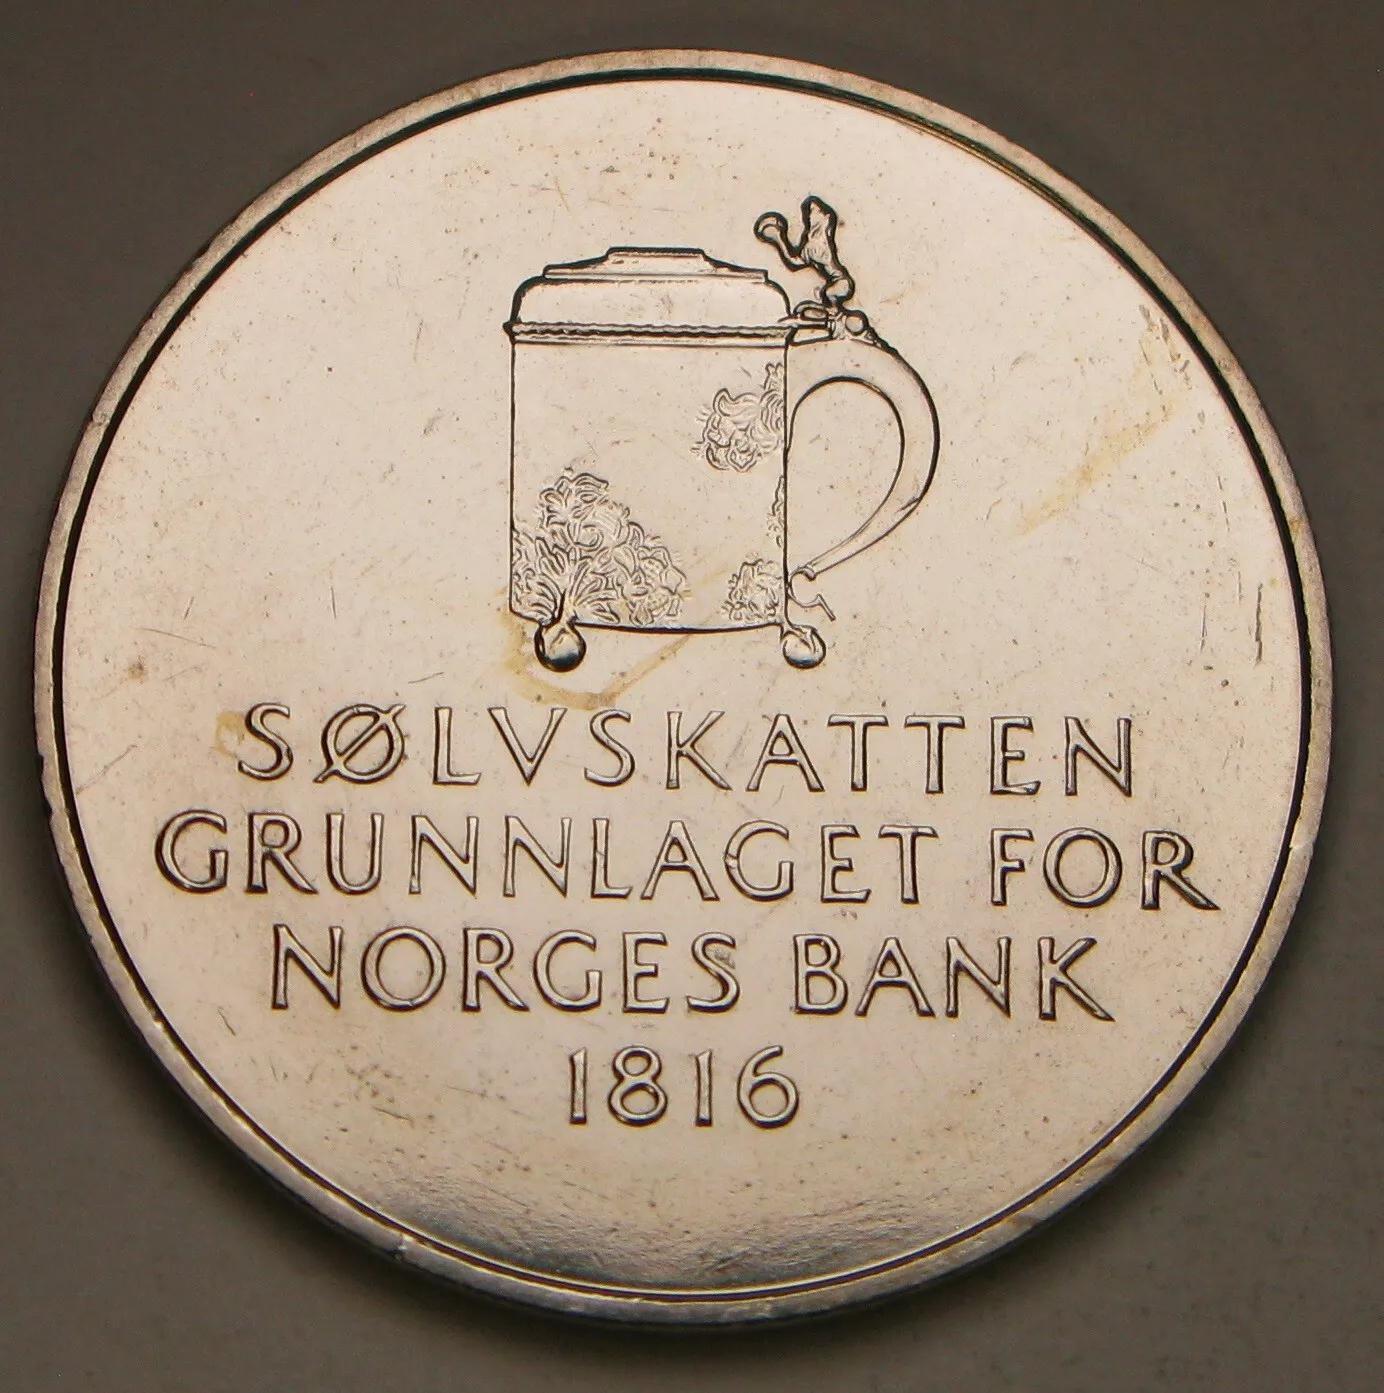 SØLVSKATTEN
GRUNNLAGET FOR
NORGES BANK
1816